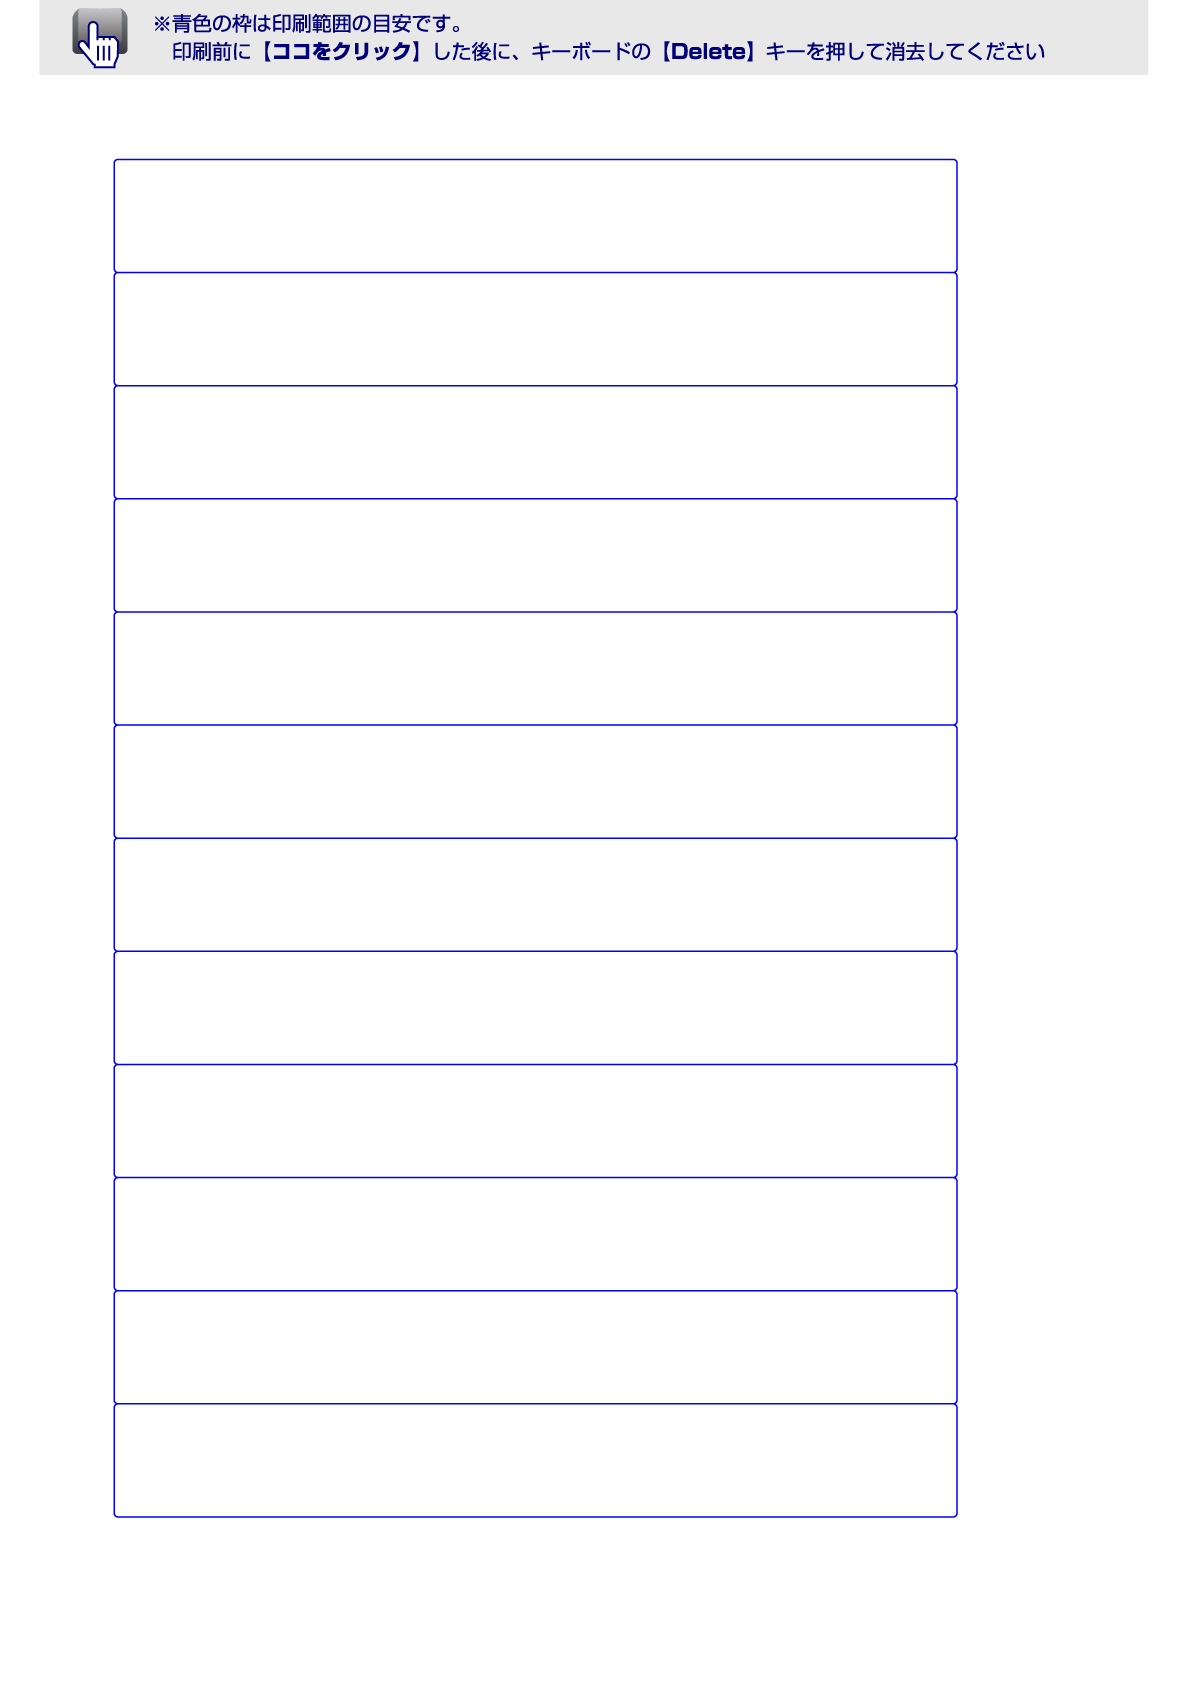 ※青色の枠は印刷範囲の目安です。
印刷前に【ココをクリック】した後に、キーボードの【Delete】キーを押して消去してください